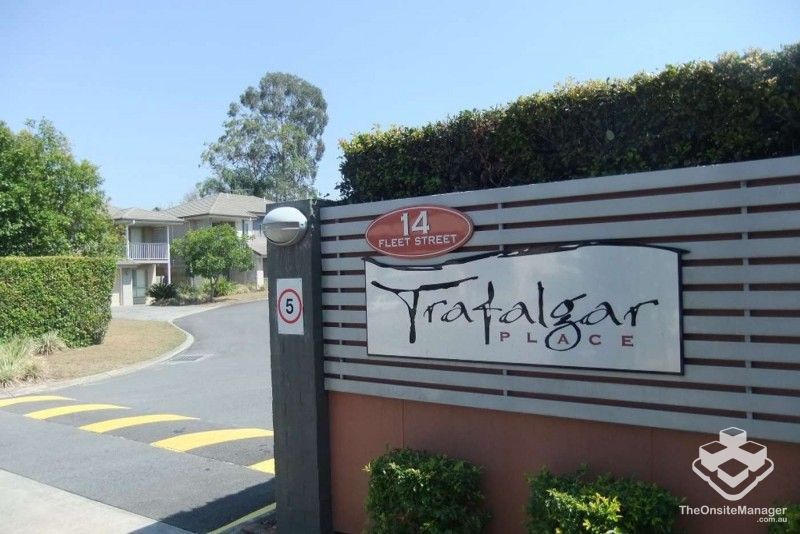 14
FLEET STREET
Trafalgar
PLACE
5
TheOnsiteManager
.com.au